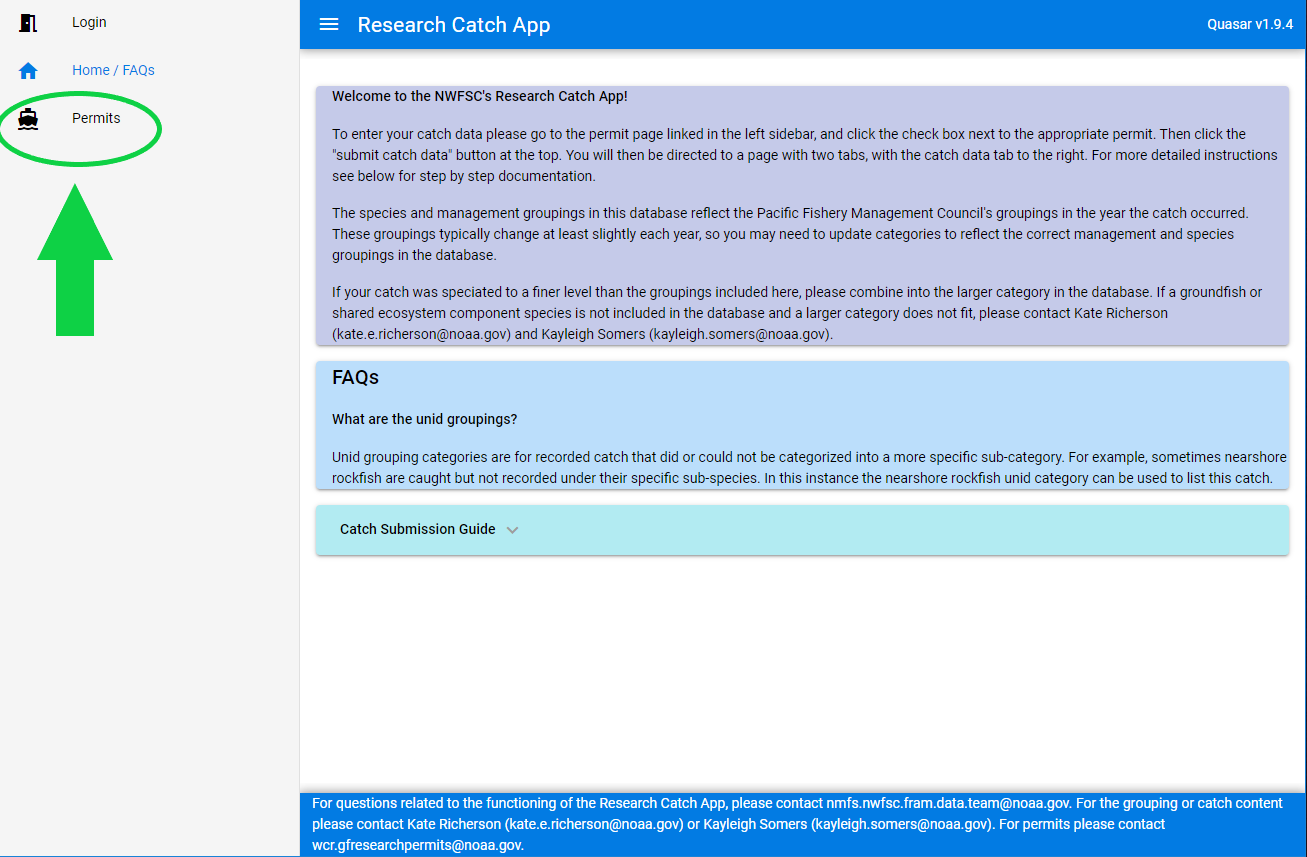 Login
Home / FAQs
Permits
Research Catch App
Quasar v1.9.4
Welcome to the NWFSC's Research Catch App!
To enter your catch data please go to the permit page linked in the left sidebar, and click the check box next to the appropriate permit. Then click the
"submit catch data" button at the top. You will then be directed to a page with two tabs, with the catch data tab to the right. For more detailed instructions
see below for step by step documentation.
The species and management groupings in this database reflect the Pacific Fishery Management Council's groupings in the year the catch occurred.
These groupings typically change at least slightly each year, so you may need to update categories to reflect the correct management and species
groupings in the database.
If your catch was speciated to a finer level than the groupings included here, please combine into the larger category in the database. If a groundfish or
shared ecosystem component species is not included in the database and a larger category does not fit, please contact Kate Richerson
(kate.e.richerson@noaa.gov) and Kayleigh Somers (kayleigh.somers@noaa.gov).
FAQs
What are the unid groupings?
Unid grouping categories are for recorded catch that did or could not be categorized into a more specific sub-category. For example, sometimes nearshore
rockfish are caught but not recorded under their specific sub-species. In this instance the nearshore rockfish unid category can be used to list this catch.
Catch Submission Guide
For questions related to the functioning of the Research Catch App, please contact nmfs.nwfsc.fram.data.team@noaa.gov. For the grouping or catch content
please contact Kate Richerson (kate.e.richerson@noaa.gov) or Kayleigh Somers (kayleigh.somers@noaa.gov). For permits please contact
wcr.gfresearchpermits@noaa.gov.